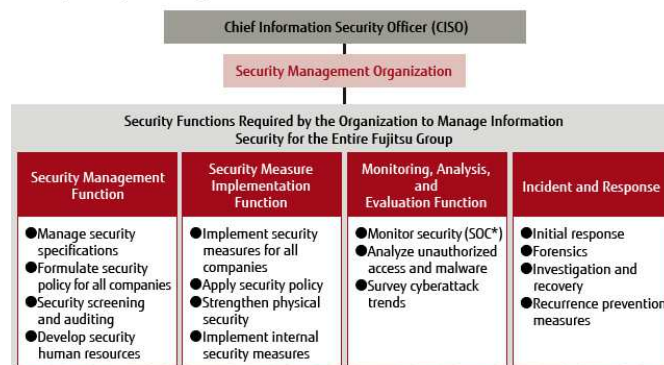 Chief Information Security Officer (CISO)
Security Management Organization
Security Functions Required by the Organization to Manage Information
Security for the Entire Fujitsu Group
Security Management
Function
●Manage security
specifications
●Formulate security
policy for all companies
●Security screening
and auditing
●Develop security
human resources
Security Measure
Implementation
Function
●Implement security
measures for all
companies
●Apply security policy
●Strengthen physical
security
●Implement internal
security measures
Monitoring, Analysis,
and
Evaluation Function
●Monitor security (SOC*)
●Analyze unauthorized
access and malware
●Survey cyberattack
trends
Incident and Response
●Initial response
●Forensics
●Investigation and
recovery
●Recurrence prevention
measures